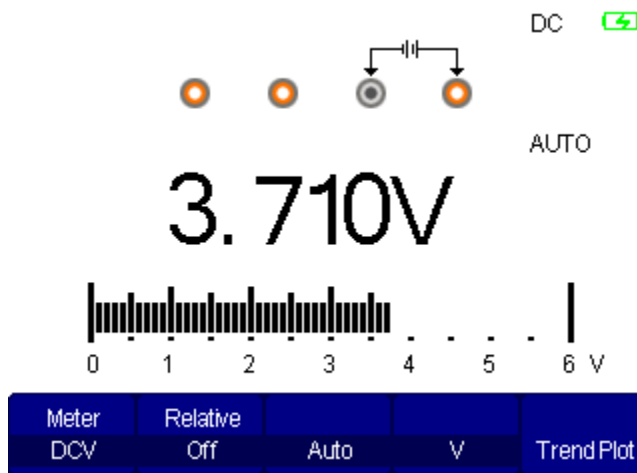 DC
AUTO
3.710V
0 1 2 3 4 5 6 V
Meter Relative
DCV Off Auto V Trend Plot